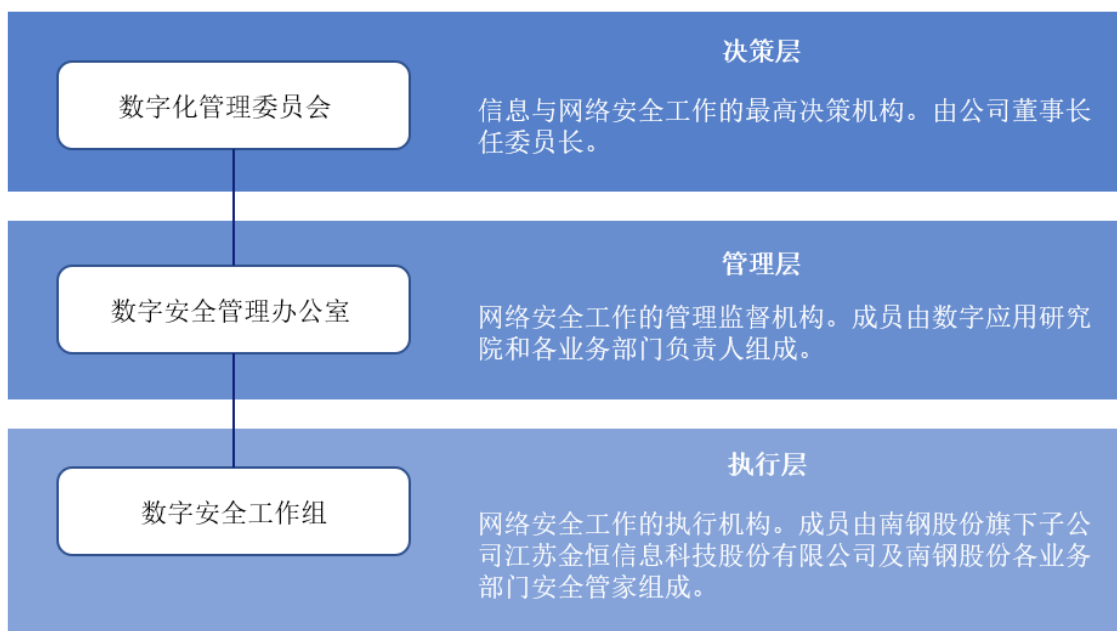 决策层
数字化管理委员会
信息与网络安全工作的最高决策机构。由公司董事长
任委员长。
管理层
数字安全管理办公室
网络安全工作的管理监督机构。成员由数字应用研究
院和各业务部门负责人组成。
执行层
数字安全工作组
网络安全工作的执行机构。成员由南钢股份旗下子公
司江苏金恒信息科技股份有限公司及南钢股份各业务
部门安全管家组成。